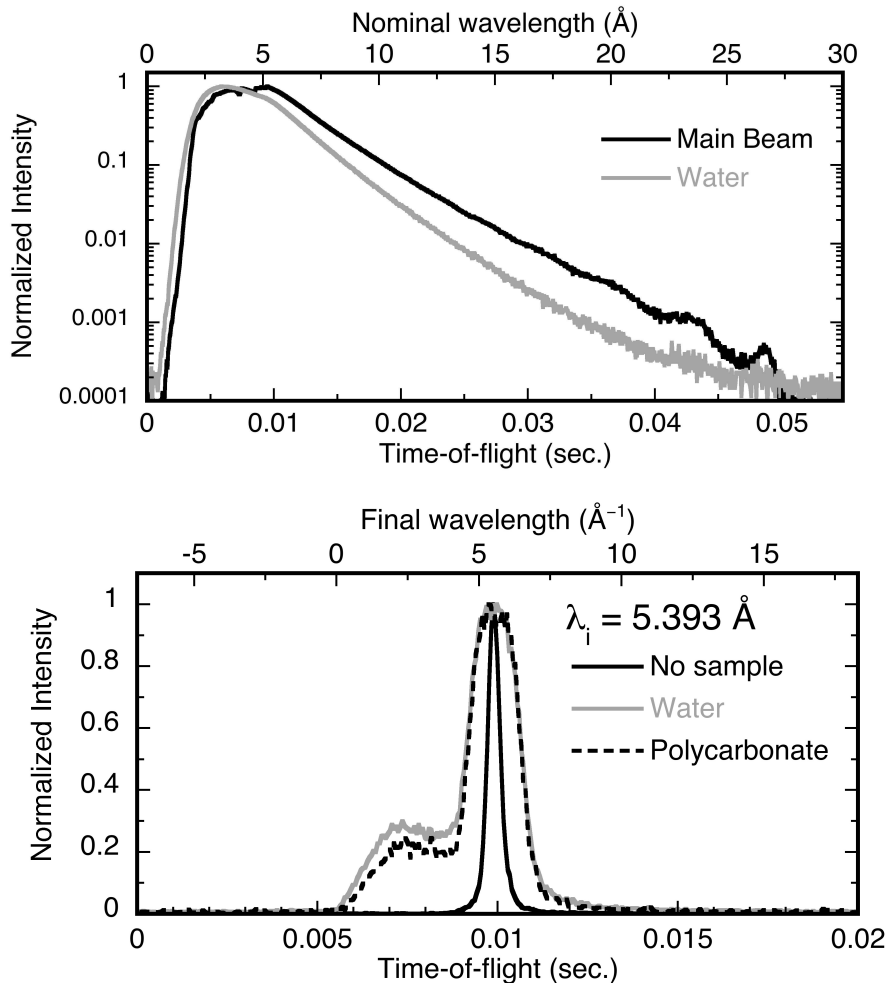 Nominal wavelength (Å)
0 5 10 15 20 25 30
1
0.1
0.01
0.001
0.0001
Normalized Intensity
Main Beam
Water
0 0.01 0.02 0.03 0.04 0.05
Time-of-flight (sec.)
Final wavelength (Å⁻¹)
-5 0 5 10 15
1
0.8
0.6
0.4
0.2
0
Normalized Intensity
λi = 5.393 Å
No sample
Water
Polycarbonate
0 0.005 0.01 0.015 0.02
Time-of-flight (sec.)